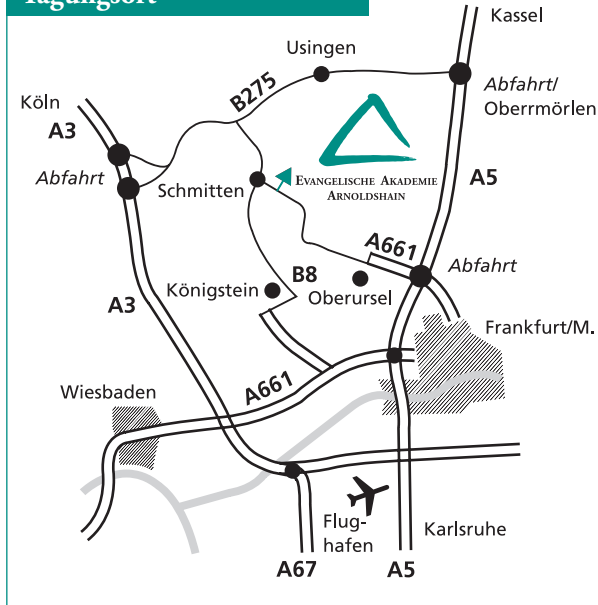 Tagungsort
Kassel
Usingen
Abfahrt/
Oberrmörlen
B275
Köln
A3
Abfahrt
Schmitten
EVANGELISCHE AKADEMIE
ARNOLDSHAIN
A5
A661
Abfahrt
B8
Königstein
Oberursel
A3
Frankfurt/M.
A661
Wiesbaden
Flug-
hafen
Karlsruhe
A67
A5